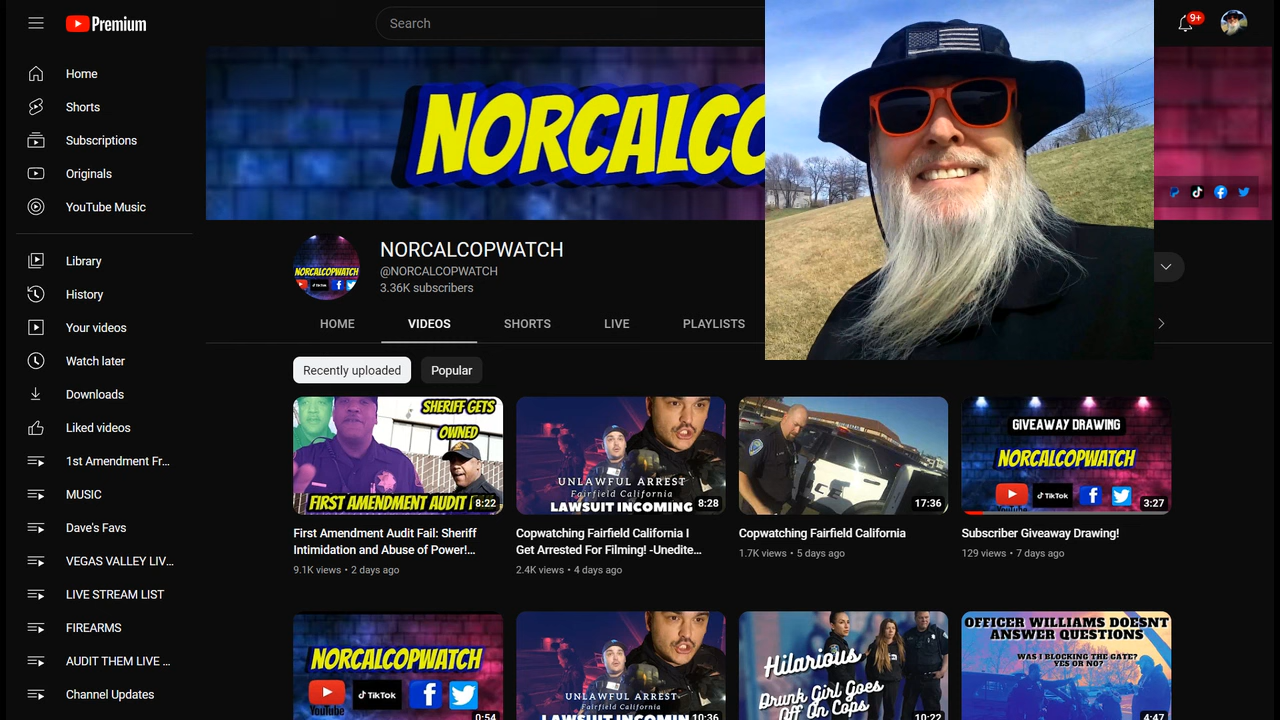 Premium
Search
9+
Home
Shorts
Subscriptions
Originals
YouTube Music
Library
History
Your videos
Watch later
Downloads
Liked videos
1st Amendment Fr...
MUSIC
Dave's Favs
VEGAS VALLEY LIV...
LIVE STREAM LIST
FIREARMS
AUDIT THEM LIVE ...
Channel Updates
NORCALCO
NORCALCOPWATCH
NORCALCOPWATCH
@NORCALCOPWATCH
3.36K subscribers
HOME
VIDEOS
SHORTS
LIVE
PLAYLISTS
Recently uploaded
Popular
SHERIFF GETS
OWNED
FIRST AMENDMENT AUDIT
8:22
First Amendment Audit Fail: Sheriff
Intimidation and Abuse of Power!...
9.1K views • 2 days ago
UNLAWFUL ARREST
Fairfield California
LAWSUIT INCOMING
8:28
Copwatching Fairfield California I
Get Arrested For Filming! -Unedite...
2.4K views • 4 days ago
17:36
Copwatching Fairfield California
1.7K views • 5 days ago
GIVEAWAY DRAWING
NORCALCOPWATCH
YouTube
TikTok
3:27
Subscriber Giveaway Drawing!
129 views • 7 days ago
NORCALCOPWATCH
YouTube
TikTok
0:54
UNLAWFUL ARREST
Fairfield California
LAWSUIT INCOMIN
10:36
Hilarious
Drunk Girl Goes
Off On Cops
10:22
OFFICER WILLIAMS DOESNT
ANSWER QUESTIONS
WAS I BLOCKING THE GATE?
YES OR NO?
4:47